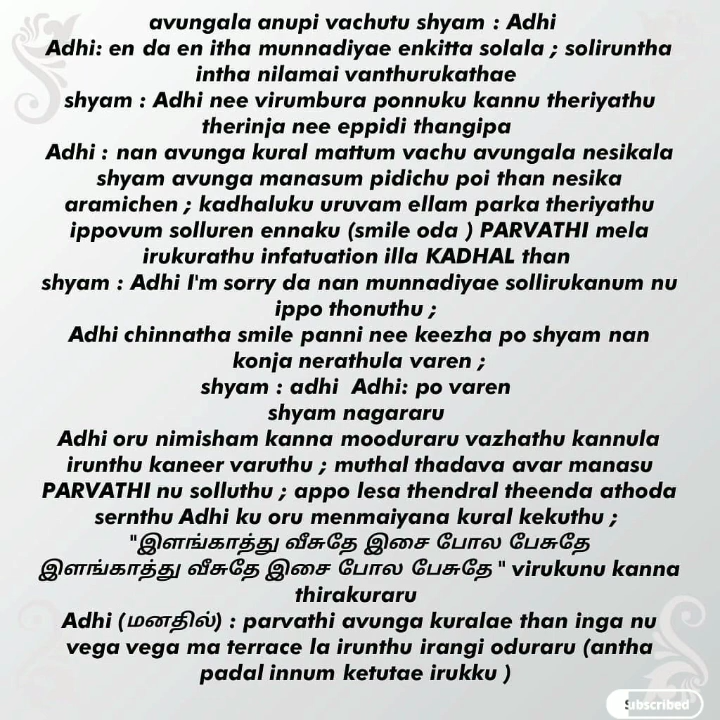 avungala anupi vachutu shyam : Adhi
Adhi: en da en itha munnadiyae enkitta solala ; soliruntha
intha nilamai vanthurukathae
shyam : Adhi nee virumbura ponnuku kannu theriyathu
therinja nee eppidi thangipa
Adhi : nan avunga kural mattum vachu avungala nesikala
shyam avunga manasum pidichu poi than nesika
aramichen ; kadhaluku uruvam ellam parka theriyathu
ippovum solluren ennaku (smile oda ) PARVATHI mela
irukurathu infatuation illa KADHAL than
shyam : Adhi I'm sorry da nan munnadiyae sollirukanum nu
ippo thonuthu ;
Adhi chinnatha smile panni nee keezha po shyam nan
konja nerathula varen ;
shyam : adhi  Adhi: po varen
shyam nagararu
Adhi oru nimisham kanna mooduraru vazhathu kannula
irunthu kaneer varuthu ; muthal thadava avar manasu
PARVATHI nu solluthu ; appo lesa thendral theenda athoda
sernthu Adhi ku oru menmaiyana kural kekuthu ;
"இளங்காத்து வீசுதே இசை போல பேசுதே
இளங்காத்து வீசுதே இசை போல பேசுதே " virukunu kanna
thirakuraru
Adhi (மனதில்) : parvathi avunga kuralae than inga nu
vega vega ma terrace la irunthu irangi oduraru (antha
padal innum ketutae irukku )
Subscribed